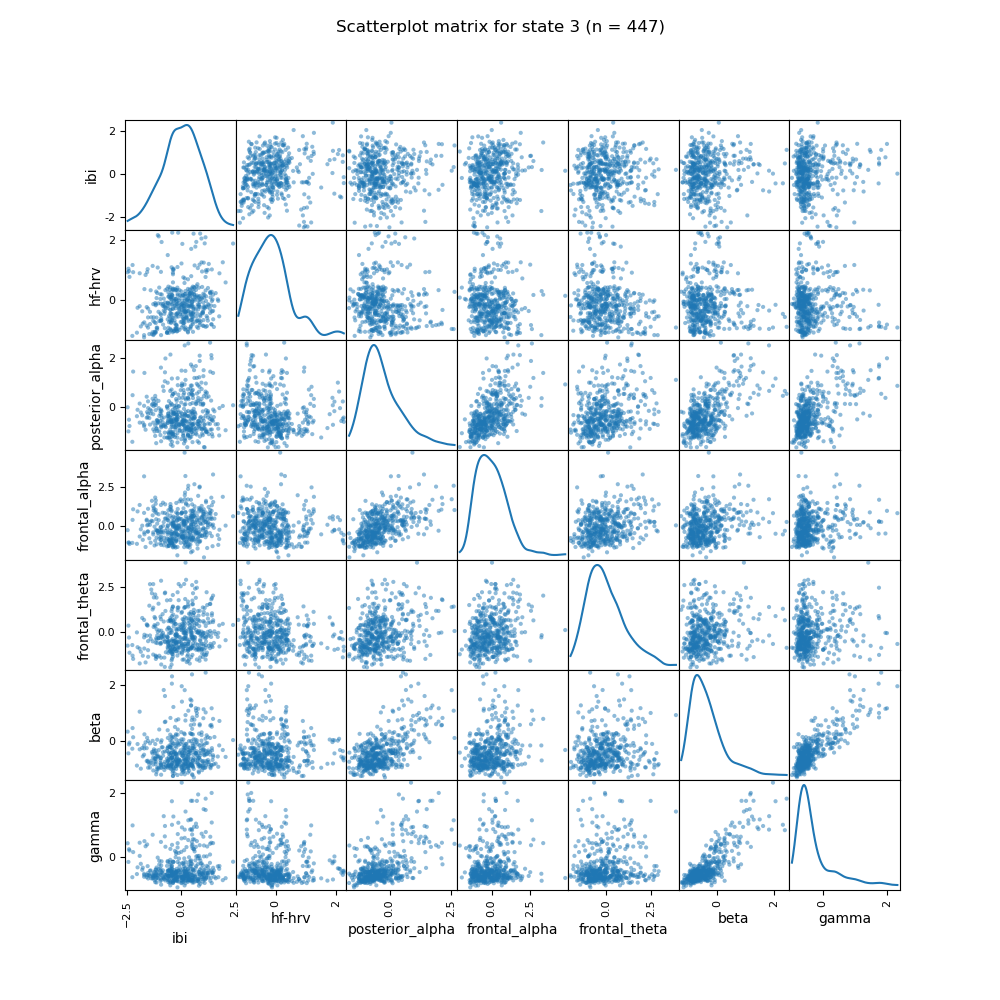 Scatterplot matrix for state 3 (n = 447)
ibi
2
0
-2
hf-hrv
2
0
posterior_alpha
2
0
frontal_alpha
2.5
0.0
frontal_theta
2.5
0.0
beta
2
0
gamma
2
0
−2.5 0.0 2.5 0 2 0.0 2.5 0.0 2.5 0.0 2.5 0 2 0 2
ibi hf-hrv posterior_alpha frontal_alpha frontal_theta beta gamma